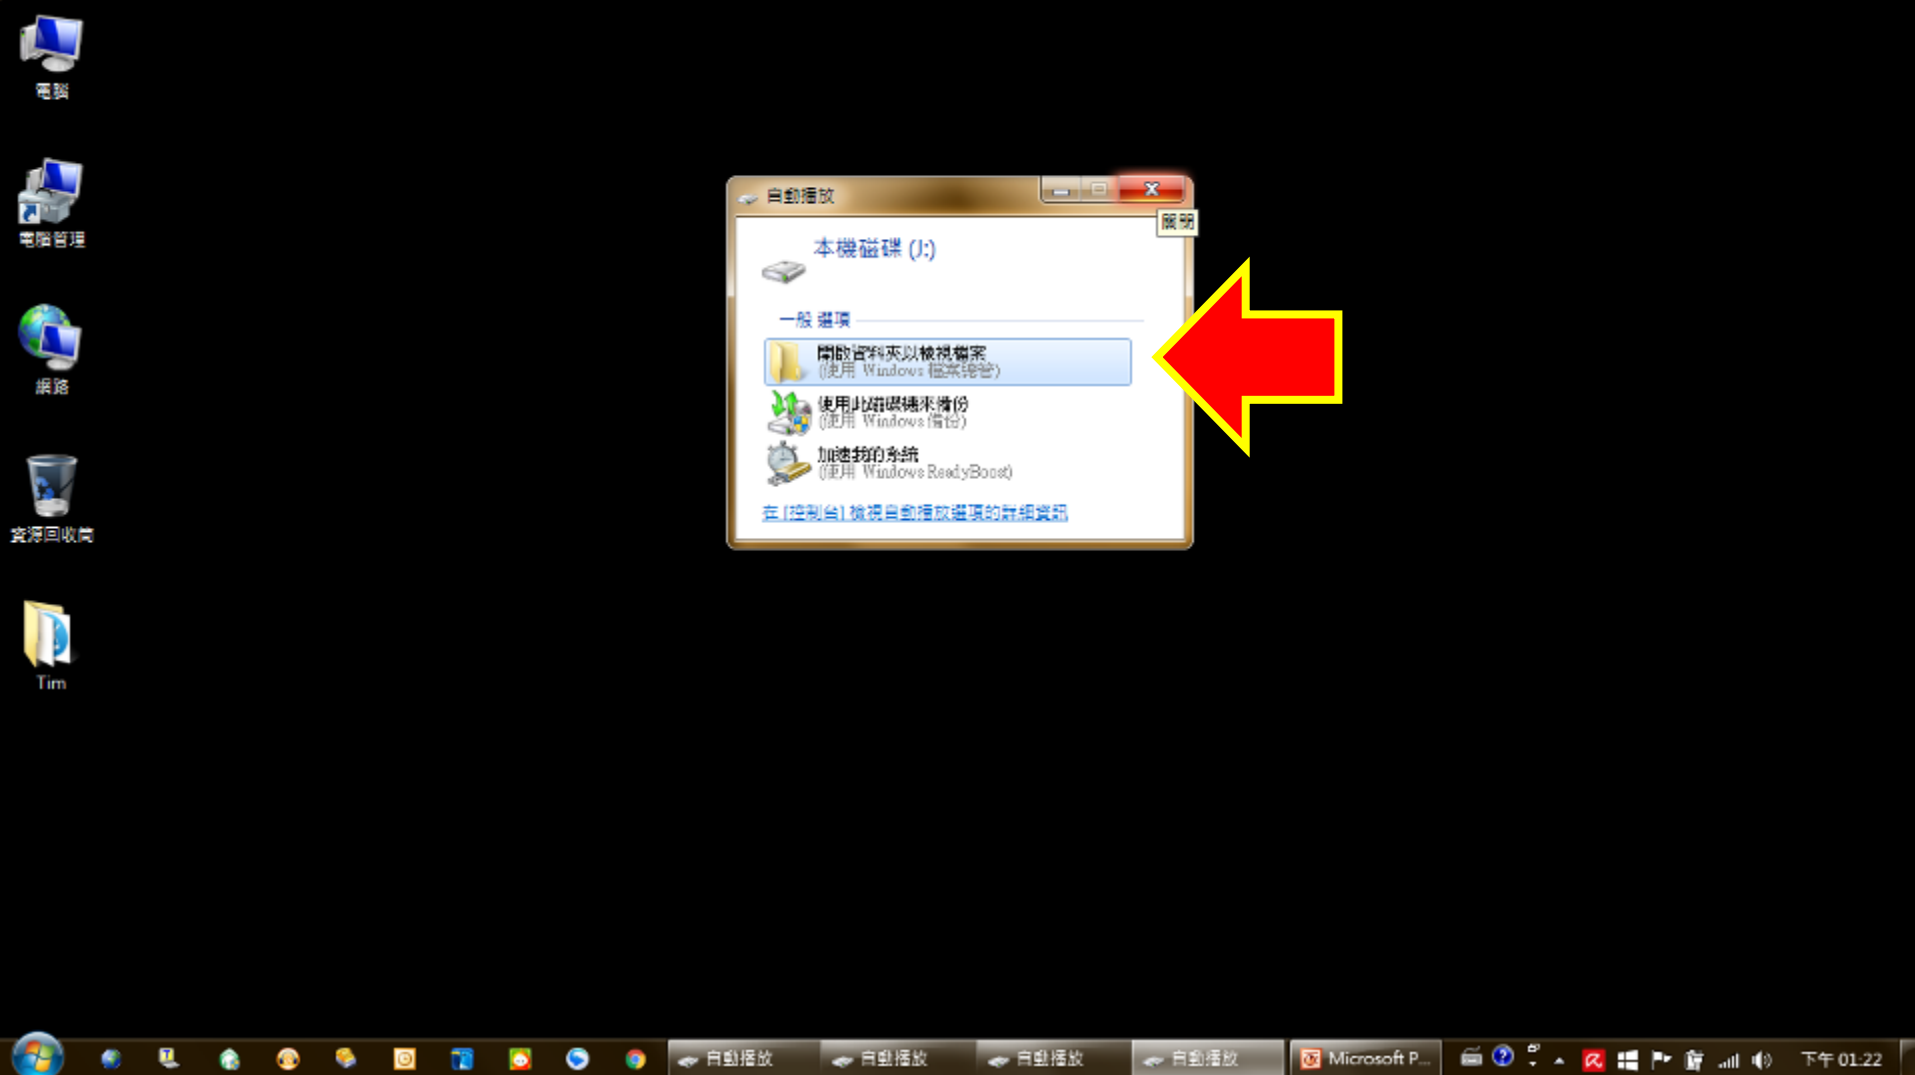 電腦
電腦管理
網路
資源回收筒
Tim
自動播放
關閉
本機磁碟 (J:)
一般 選項
開啟資料夾以檢視檔案
(使用 Windows 檔案總管)
使用此磁碟機來備份
(使用 Windows 備份)
加速我的系統
(使用 Windows ReadyBoost)
在 [控制台] 檢視自動播放選項的詳細資訊
自動播放
自動播放
自動播放
自動播放
Microsoft P...
下午 01:22